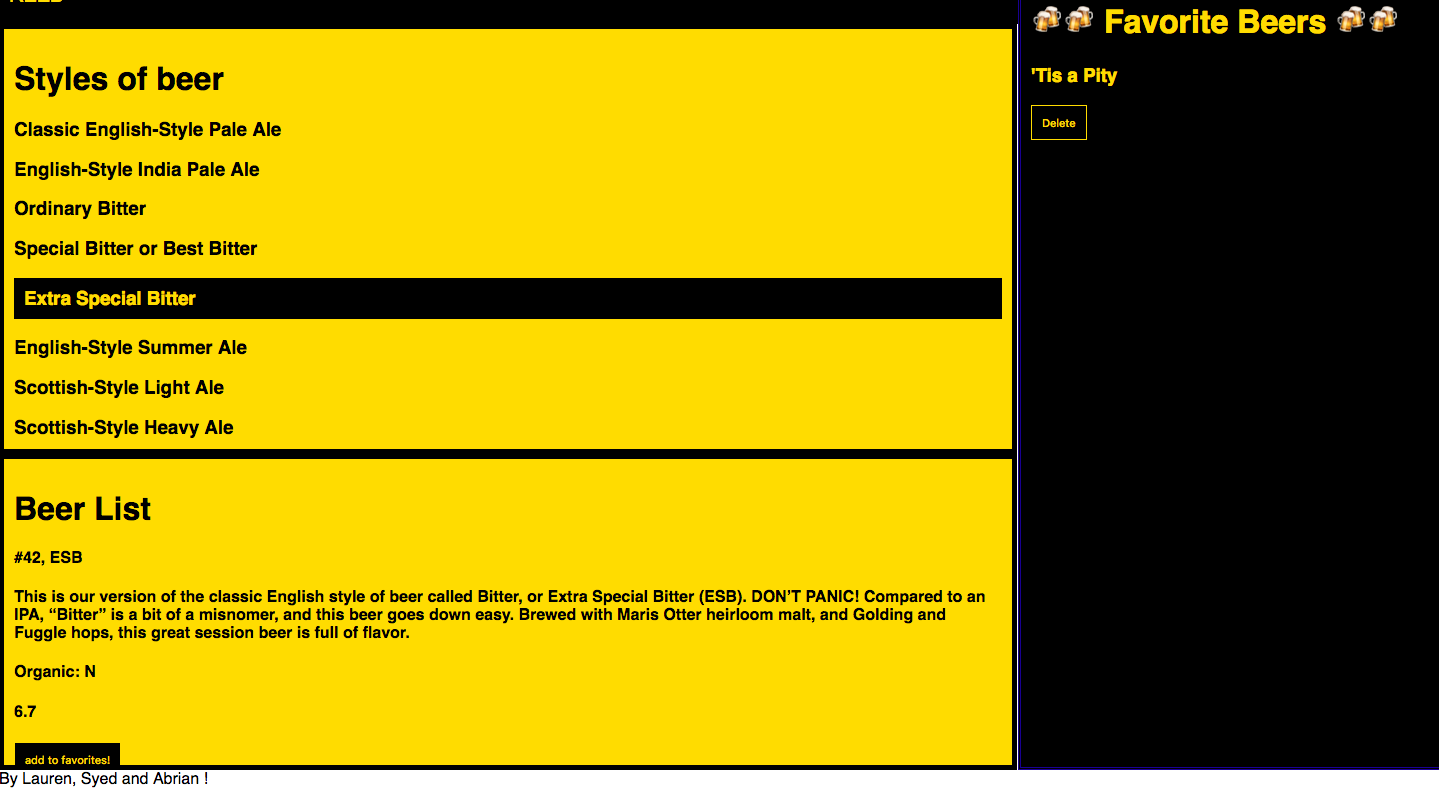 Styles of beer
Classic English-Style Pale Ale
English-Style India Pale Ale
Ordinary Bitter
Special Bitter or Best Bitter
Extra Special Bitter
English-Style Summer Ale
Scottish-Style Light Ale
Scottish-Style Heavy Ale
Beer List
#42, ESB
This is our version of the classic English style of beer called Bitter, or Extra Special Bitter (ESB). DON’T PANIC! Compared to an
IPA, “Bitter” is a bit of a misnomer, and this beer goes down easy. Brewed with Maris Otter heirloom malt, and Golding and
Fuggle hops, this great session beer is full of flavor.
Organic: N
6.7
add to favorites!
By Lauren, Syed and Abrian !
🍻🍻 Favorite Beers 🍻🍻
'Tis a Pity
Delete